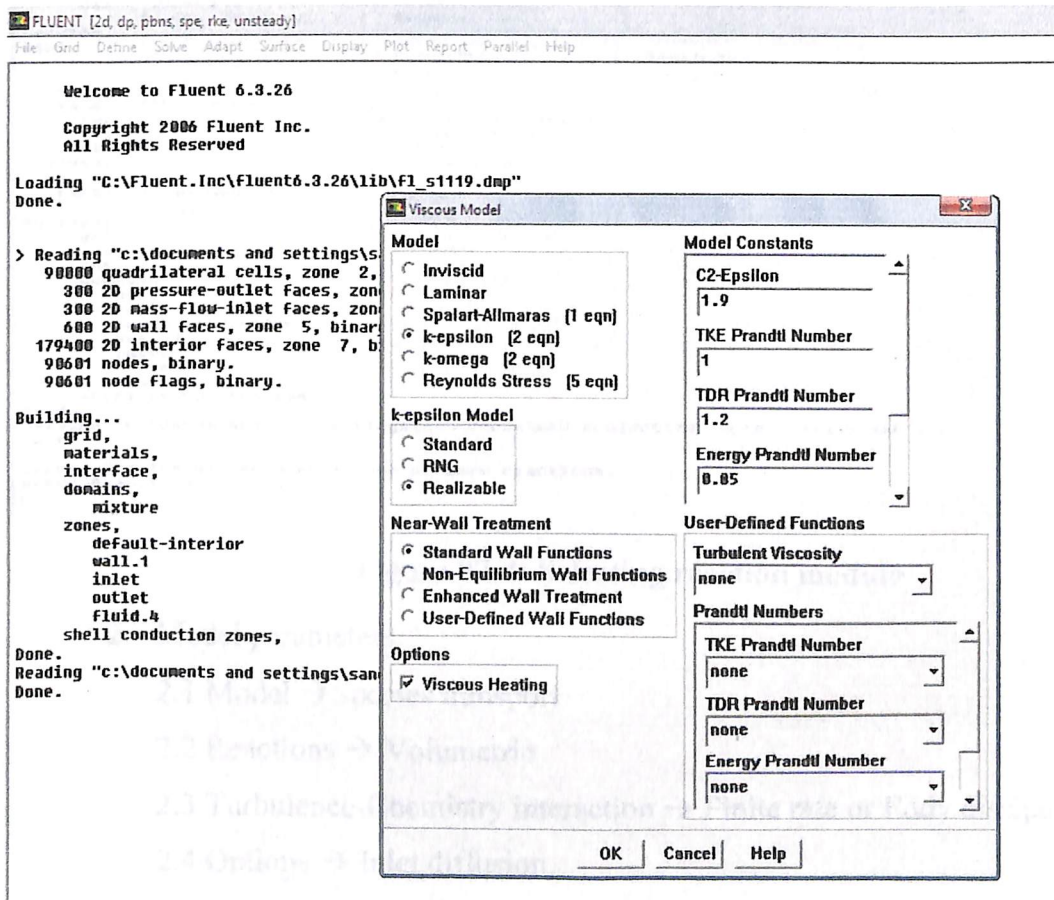 FLUENT [2d, dp, pbns, spe, rke, unsteady]
File Grid Define Solve Adapt Surface Display Plot Report Parallel Help
Welcome to Fluent 6.3.26
Copyright 2006 Fluent Inc.
All Rights Reserved
Loading "C:\Fluent.Inc\fluent6.3.26\lib\fl_s1119.dmp"
Done.
> Reading "c:\documents and settings\s
90000 quadrilateral cells, zone 2,
300 2D pressure-outlet faces, zon
300 2D mass-flow-inlet faces, zon
600 2D wall faces, zone 5, binar
179400 2D interior faces, zone 7, b
90601 nodes, binary.
90601 node flags, binary.
Building...
grid,
materials,
interface,
domains,
mixture
zones,
default-interior
wall.1
inlet
outlet
fluid.4
shell conduction zones,
Done.
Reading "c:\documents and settings\san
Done.
Viscous Model
Model
Inviscid
Laminar
Spalart-Allmaras (1 eqn)
k-epsilon (2 eqn)
k-omega (2 eqn)
Reynolds Stress (5 eqn)
k-epsilon Model
Standard
RNG
Realizable
Near-Wall Treatment
Standard Wall Functions
Non-Equilibrium Wall Functions
Enhanced Wall Treatment
User-Defined Wall Functions
Options
Viscous Heating
Model Constants
C2-Epsilon
1.9
TKE Prandtl Number
1
TDR Prandtl Number
1.2
Energy Prandtl Number
0.85
User-Defined Functions
Turbulent Viscosity
none
Prandtl Numbers
TKE Prandtl Number
none
TDR Prandtl Number
none
Energy Prandtl Number
none
OK Cancel Help
2.1 Model → Species transport
2.2 Reactions → Volumetric
2.3 Turbulence-Chemistry interaction → Finite rate or Eddy
2.4 Options → Inlet diffusion